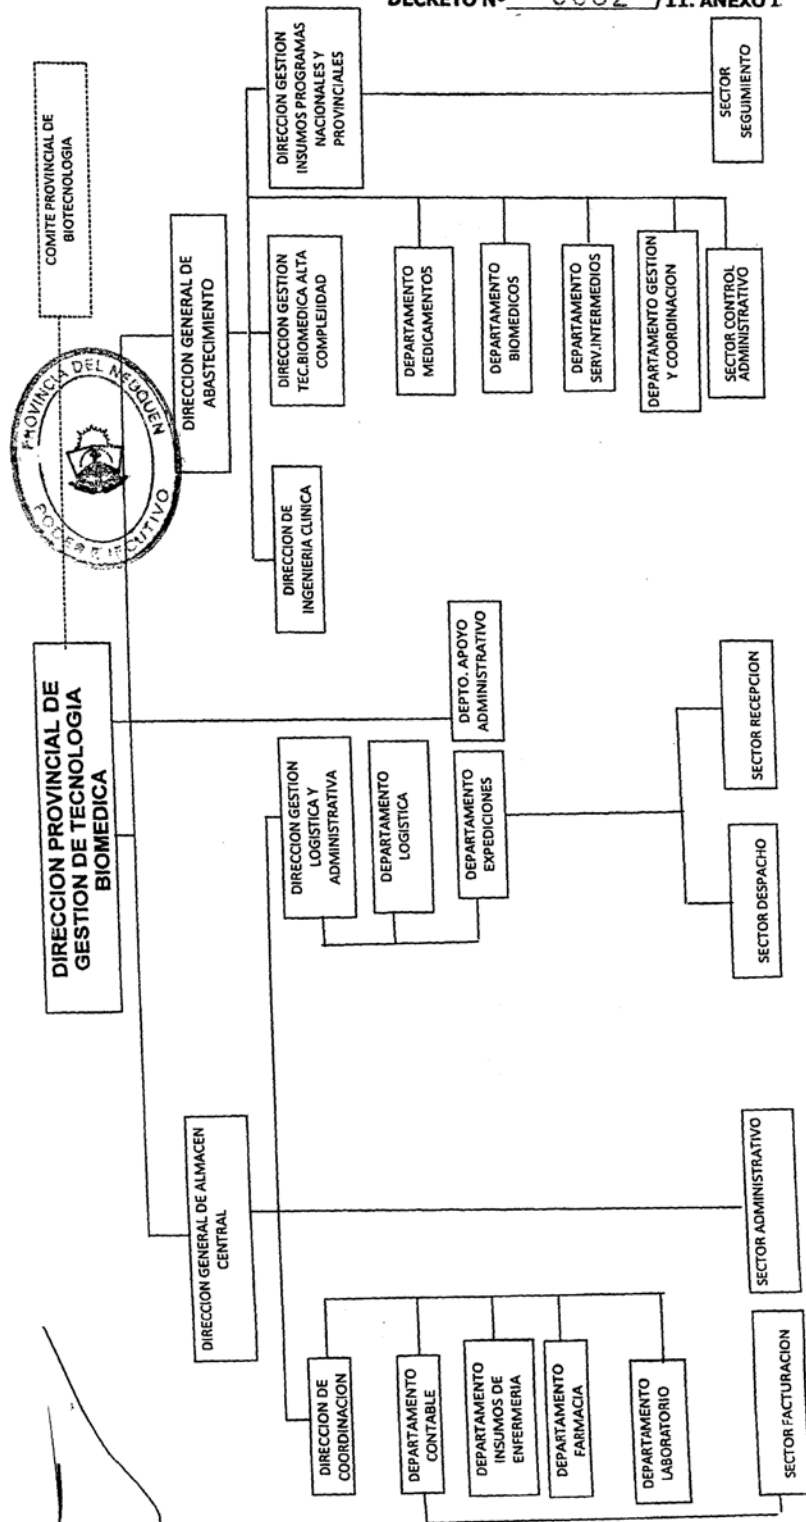 DECRETO Nº /11. ANEXO I
COMITE PROVINCIAL DE
BIOTECNOLOGIA
PROVINCIA DEL NEUQUEN
PODER EJECUTIVO
DIRECCION PROVINCIAL DE
GESTION DE TECNOLOGIA
BIOMEDICA
DIRECCION GENERAL DE
ABASTECIMIENTO
DIRECCION GENERAL DE ALMACEN
CENTRAL
DIRECCION DE
COORDINACION
DEPARTAMENTO
CONTABLE
DEPARTAMENTO
INSUMOS DE
ENFERMERIA
DEPARTAMENTO
FARMACIA
DEPARTAMENTO
LABORATORIO
SECTOR FACTURACION
SECTOR ADMINISTRATIVO
DIRECCION GESTION
LOGISTICA Y
ADMINISTRATIVA
DEPARTAMENTO
LOGISTICA
DEPARTAMENTO
EXPEDICIONES
SECTOR DESPACHO
SECTOR RECEPCION
DEPTO. APOYO
ADMINISTRATIVO
DIRECCION DE
INGENIERIA CLINICA
DIRECCION GESTION
TEC.BIOMEDICA ALTA
COMPLEJIDAD
DIRECCION GESTION
INSUMOS PROGRAMAS
NACIONALES Y
PROVINCIALES
DEPARTAMENTO
MEDICAMENTOS
DEPARTAMENTO
BIOMEDICOS
DEPARTAMENTO
SERV.INTERMEDIOS
DEPARTAMENTO GESTION
Y COORDINACION
SECTOR CONTROL
ADMINISTRATIVO
SECTOR
SEGUIMIENTO